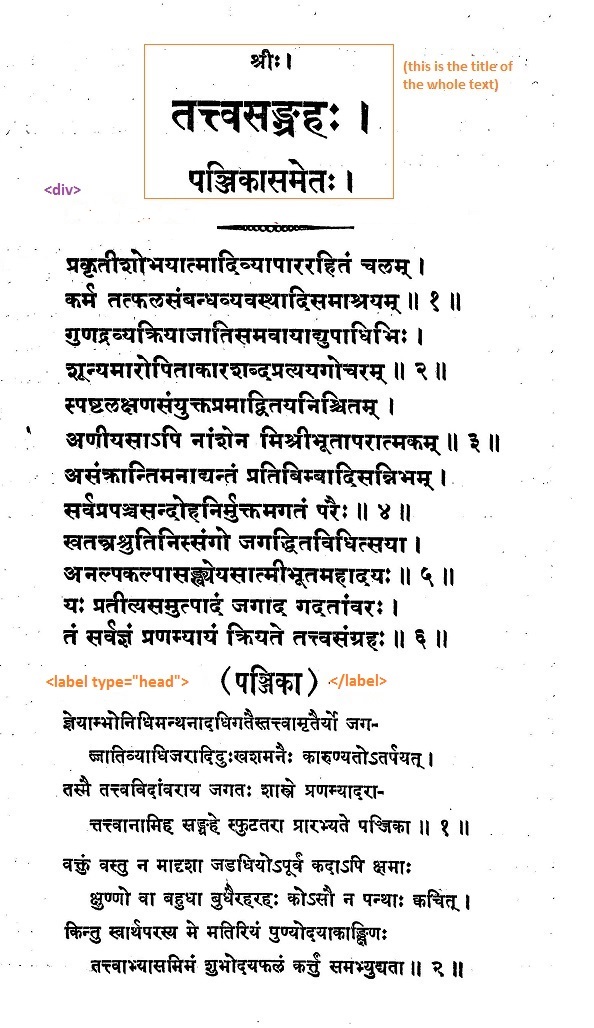 श्रीः।
(this is the title of
the whole text)
तत्त्वसङ्ग्रहः ।
पञ्जिकासमेतः।
<div>
प्रकृतीशोभयात्मादिव्यापाररहितं चलम् ।
कर्म तत्फलसंबन्धव्यवस्थादिसमाश्रयम् ॥ १ ॥
गुणद्रव्यक्रियाजातिसमवायाद्युपाधिभिः ।
शून्यमारोपिताकारशब्दप्रत्ययगोचरम् ॥ २ ॥
स्पष्टलक्षणसंयुक्तप्रमाद्वितयनिश्चितम् ।
अणीयसाऽपि नांशेन मिश्रीभूतापरात्मकम् ॥ ३ ॥
असंक्रान्तिमनाद्यन्तं प्रतिबिम्बादिसन्निभम् ।
सर्वप्रपञ्चसन्दोहनिर्मुक्तमगतं परैः ॥ ४ ॥
स्वतन्त्रश्रुतिनिस्संगो जगद्धितविधित्सया ।
अनल्पकल्पासङ्ख्येयसात्मीभूतमहादयः ॥ ५ ॥
यः प्रतीत्यसमुत्पादं जगाद् गदतांवरः ।
तं सर्वज्ञं प्रणम्यायं क्रियते तत्त्वसंग्रहः ॥ ६ ॥
<label type="head"> (पञ्जिका) </label>
ज्ञेयाम्भोनिधिमन्थनादधिगतैस्तत्त्वामृतैर्यो जग-
ज्जातिव्याधिजरादिदुःखशमनैः कारुण्यतोऽतर्पयत् ।
तस्मै तत्त्वविदांवराय जगतः शास्त्रे प्रणम्यादरा-
त्तत्त्वानामिह सङ्ग्रहे स्फुटतरा प्रारभ्यते पञ्जिका ॥ १ ॥
वक्तुं वस्तु न मादृशा जडधियोऽपूर्वं कदाऽपि क्षमाः
क्षुण्णो वा बहुधा बुधैरहरहः कोऽसौ न पन्थाः क्वचित् ।
किन्तु स्वार्थपरस्य मे मतिरियं पुण्योदयाकाङ्क्षिणः
तत्त्वाभ्यासमिमं शुभोदयफलं कर्त्तुं समभ्युद्यता ॥ २ ॥